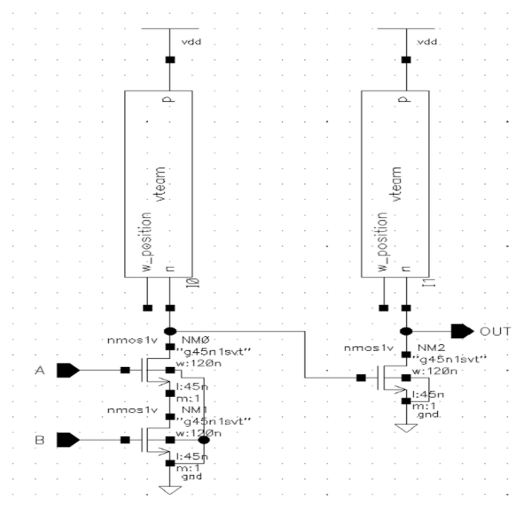 vdd
vdd
p
vteam
w_position
n
I0
p
vteam
w_position
n
I1
nmos1v
NM0
"g45n1svt"
w:120n
l:45n
m:1
A
nmos1v
NM1
"g45n1svt"
w:120n
l:45n
m:1
gnd
B
nmos1v
NM2
"g45n1svt"
w:120n
l:45n
m:1
gnd
OUT